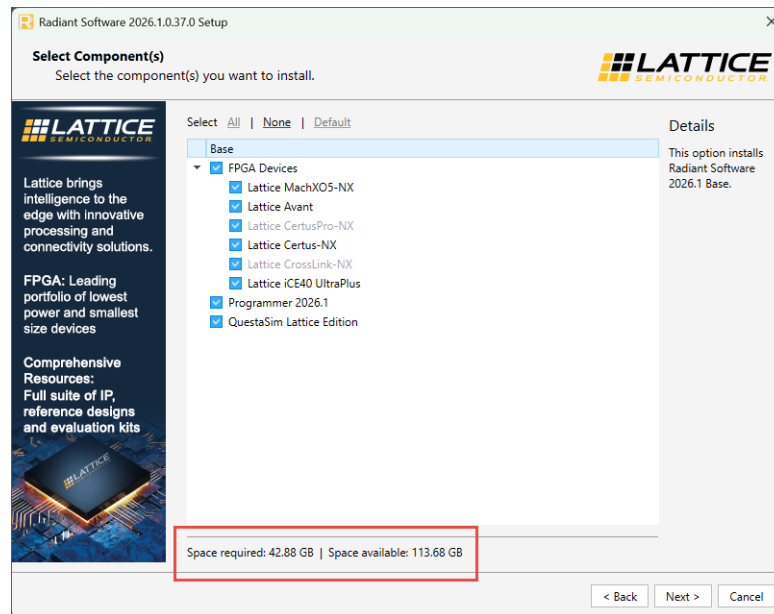 Radiant Software 2026.1.0.37.0 Setup
Select Component(s)
Select the component(s) you want to install.
LATTICE
SEMICONDUCTOR
LATTICE
SEMICONDUCTOR
Lattice brings
intelligence to the
edge with innovative
processing and
connectivity solutions.
FPGA: Leading
portfolio of lowest
power and smallest
size devices
Comprehensive
Resources:
Full suite of IP,
reference designs
and evaluation kits
LATTICE
Select All | None | Default
Base
FPGA Devices
Lattice MachXO5-NX
Lattice Avant
Lattice CertusPro-NX
Lattice Certus-NX
Lattice CrossLink-NX
Lattice iCE40 UltraPlus
Programmer 2026.1
QuestaSim Lattice Edition
Details
This option installs
Radiant Software
2026.1 Base.
Space required: 42.88 GB | Space available: 113.68 GB
< Back
Next >
Cancel